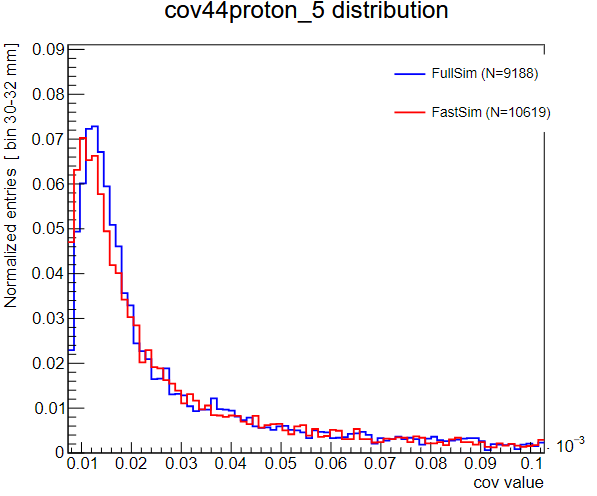 cov44proton_5 distribution
Normalized entries [ bin 30-32 mm]
0.09
0.08
0.07
0.06
0.05
0.04
0.03
0.02
0.01
0
FullSim (N=9188)
FastSim (N=10619)
0.01 0.02 0.03 0.04 0.05 0.06 0.07 0.08 0.09 0.1
·10⁻³
cov value